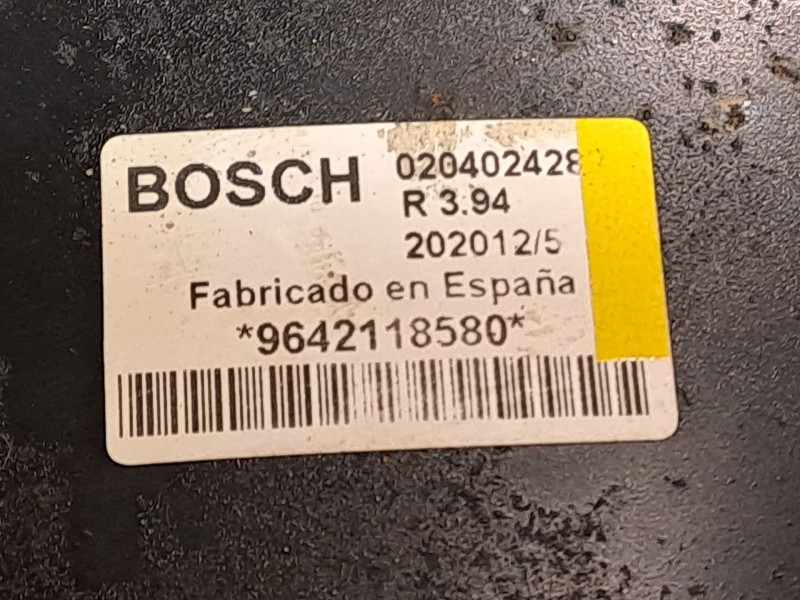 BOSCH
020402428
R 3.94
202012/5
Fabricado en España
*9642118580*